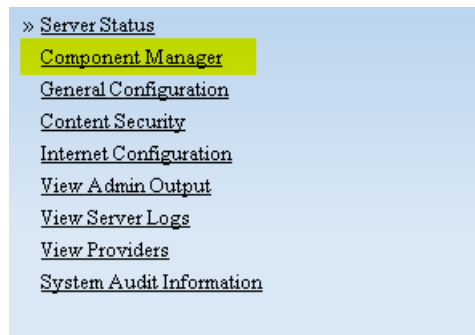 » Server Status
Component Manager
General Configuration
Content Security
Internet Configuration
View Admin Output
View Server Logs
View Providers
System Audit Information